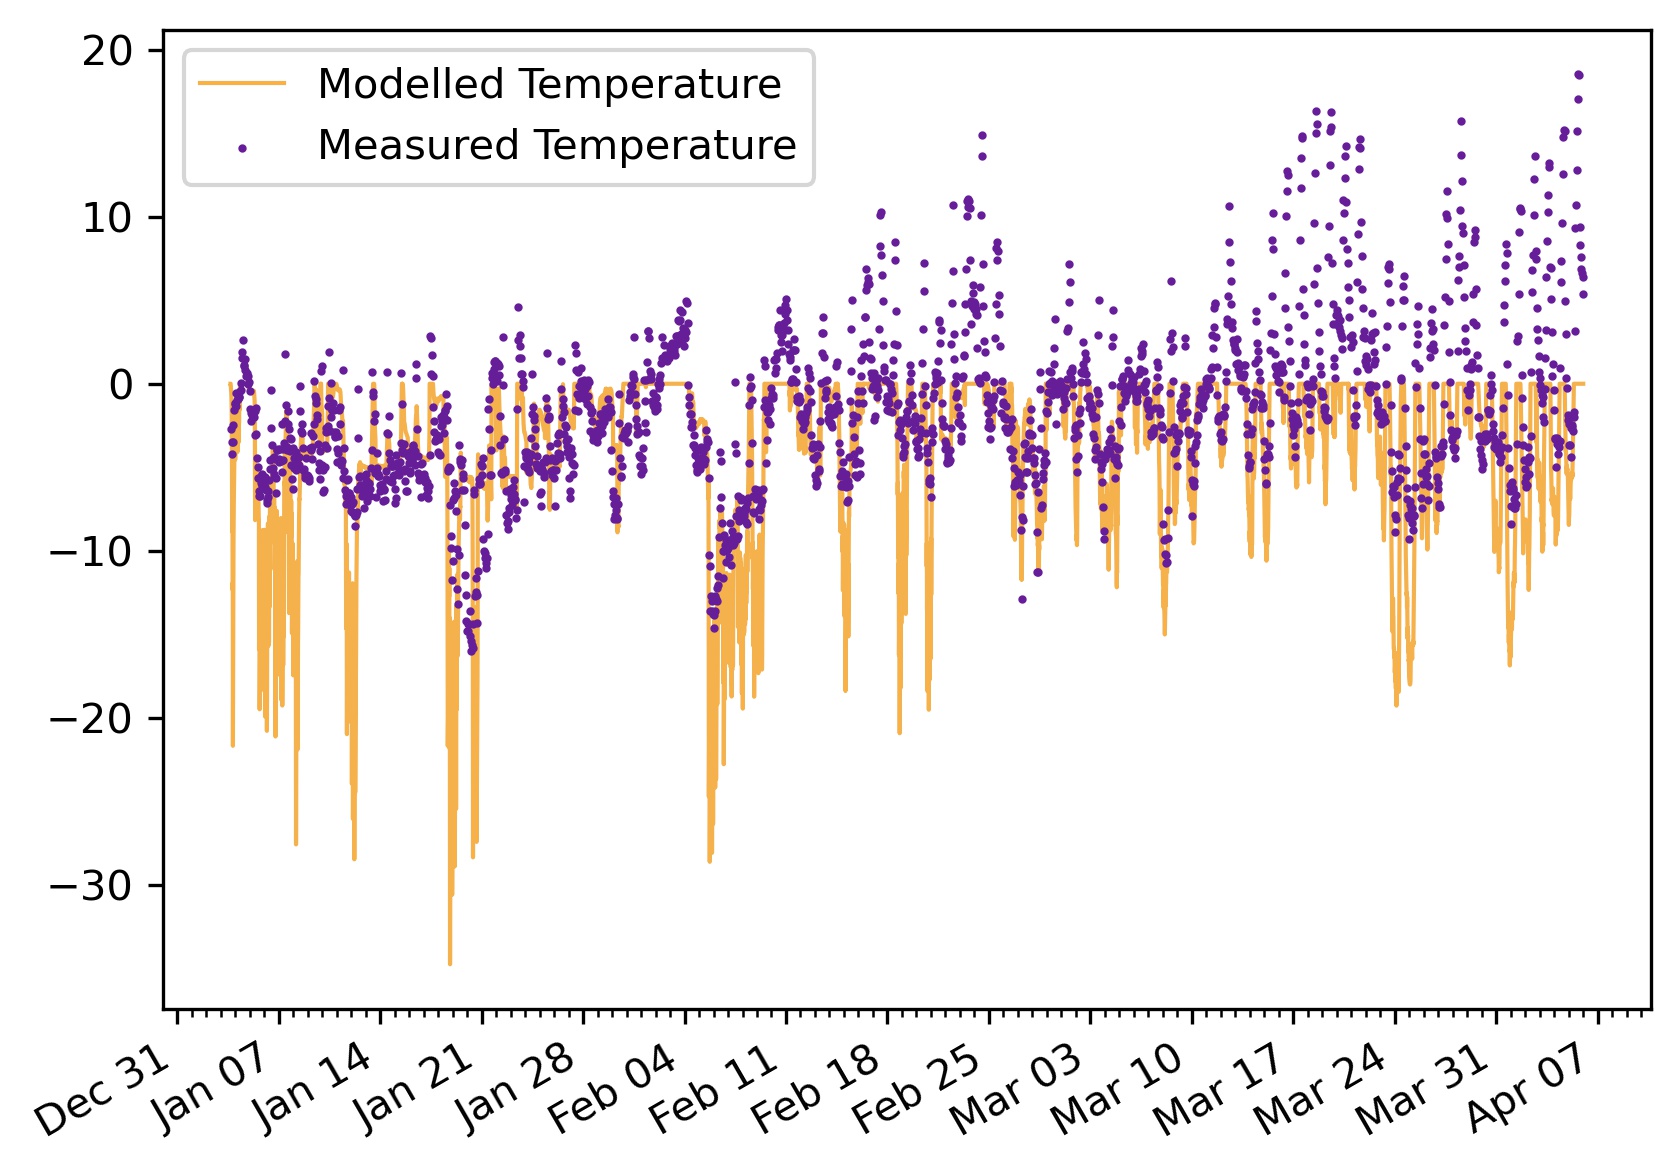 Modelled Temperature
Measured Temperature
20
10
0
−10
−20
−30
Dec 31
Jan 07
Jan 14
Jan 21
Jan 28
Feb 04
Feb 11
Feb 18
Feb 25
Mar 03
Mar 10
Mar 17
Mar 24
Mar 31
Apr 07